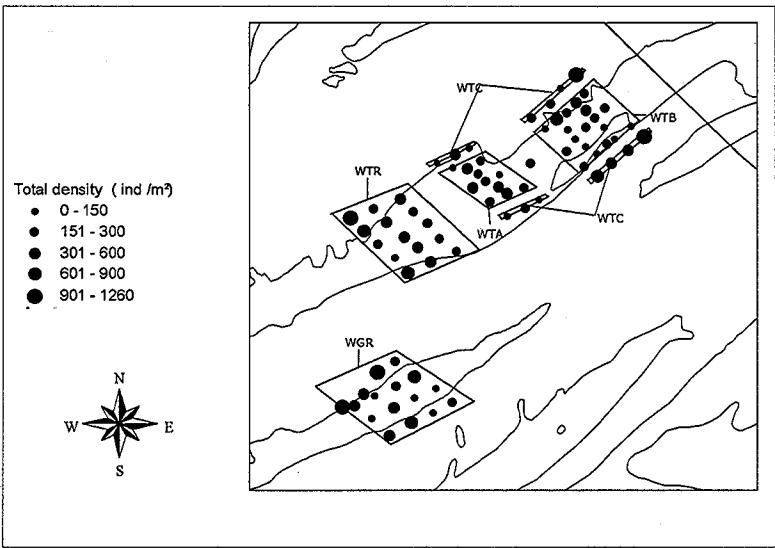 WTC
WTB
WTR
WTA
WTC
Total density ( ind /m²)
0 - 150
151 - 300
301 - 600
601 - 900
901 - 1260
WGR
N
W E
S